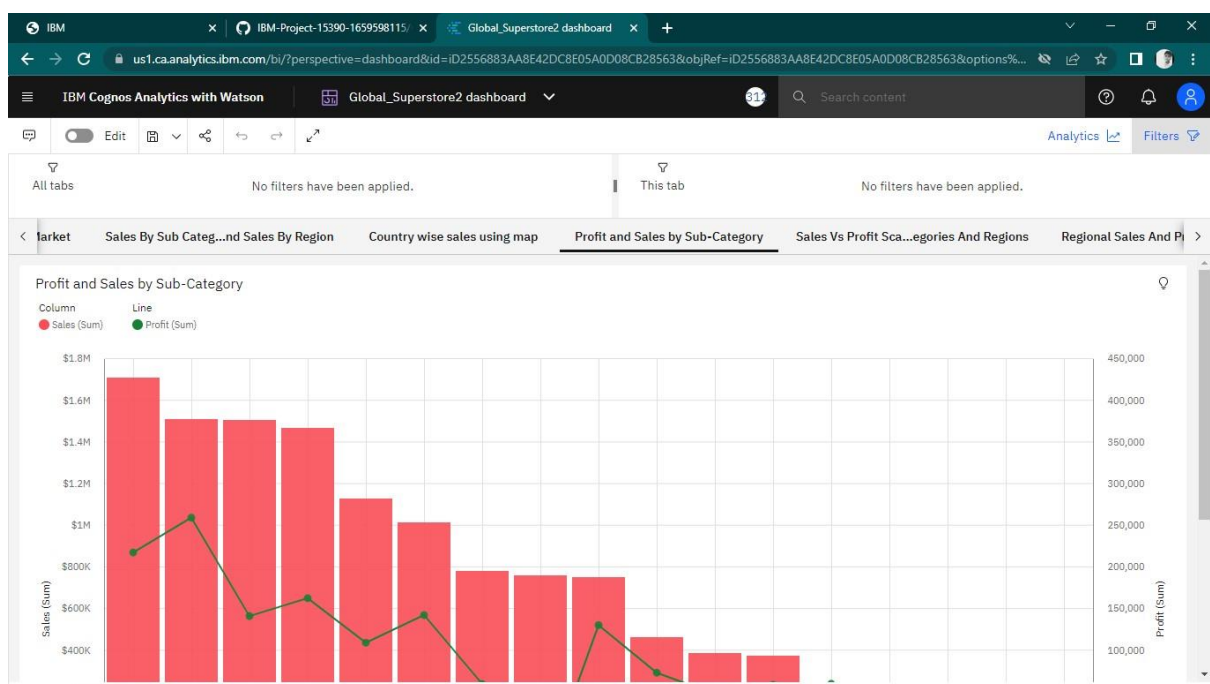 IBM
IBM-Project-15390-1659598115/
Global_Superstore2 dashboard
us1.ca.analytics.ibm.com/bi/?perspective=dashboard&id=iD2556883AA8E42DC8E05A0D08CB28563&objRef=iD2556883AA8E42DC8E05A0D08CB28563&options%...
IBM Cognos Analytics with Watson
Global_Superstore2 dashboard
312
Search content
Edit
Analytics
Filters
All tabs
No filters have been applied.
This tab
No filters have been applied.
Market
Sales By Sub Categ...nd Sales By Region
Country wise sales using map
Profit and Sales by Sub-Category
Sales Vs Profit Sca...egories And Regions
Regional Sales And P
Profit and Sales by Sub-Category
Column
Line
Sales (Sum)
Profit (Sum)
$1.8M
$1.6M
$1.4M
$1.2M
$1M
$800K
$600K
$400K
Sales (Sum)
450,000
400,000
350,000
300,000
250,000
200,000
150,000
100,000
Profit (Sum)